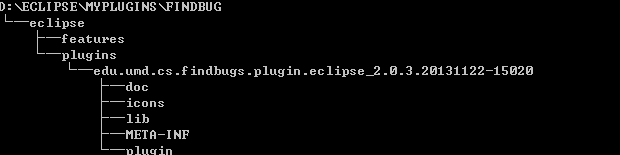 D:\ECLIPSE\MYPLUGINS\FINDBUG
└──eclipse
    ├──features
    └──plugins
        └──edu.umd.cs.findbugs.plugin.eclipse_2.0.3.20131122-15020
            ├──doc
            ├──icons
            ├──lib
            ├──META-INF
            └──plugin